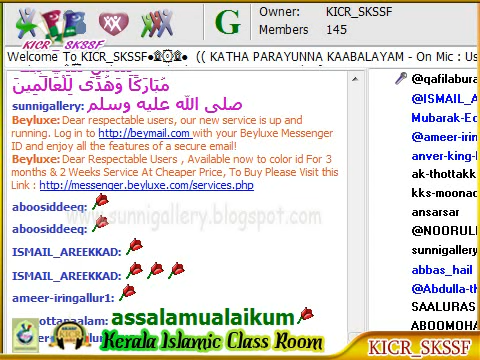 Owner: KICR_SKSSF
Members 145
KICR_SKSSF
Welcome To KICR_SKSSF (( KATHA PARAYUNNA KAABALAYAM - On Mic : Us
مُبَارَكًا وَهُدًى لِّلْعَالَمِينَ
sunnigallery: صلى الله عليه وسلم
Beyluxe: Dear respectable users, our new service is up and
running. Log in to http://beymail.com with your Beyluxe Messenger
ID and enjoy all the features of a secure email!
Beyluxe: Dear Respectable Users , Available now to color id For 3
months & 2 Weeks Service At Cheaper Price, To Buy Please Visit this
Link : http://messenger.beyluxe.com/services.php
aboosiddeeq:
www.sunnigallery.blogspot.com
aboosiddeeq:
ISMAIL_AREEKKAD:
ISMAIL_AREEKKAD:
ameer-iringallur1:
ottapaalam: assalamualaikum
@qafilabura
@ISMAIL_A
Mubarak-Ed
@ameer-irin
anver-king-
ak-thottakk
kks-moonad
ansarsar
@NOORULI
sunnigallery
abbas_hail
@Abdulla-th
SAALURAS
ABOOMOHA
Kerala Islamic Class Room
KICR_SKSSF